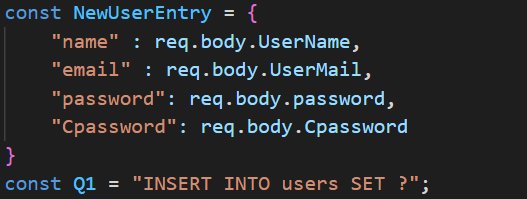 const NewUserEntry = {
    "name" : req.body.UserName,
    "email" : req.body.UserMail,
    "password": req.body.password,
    "Cpassword": req.body.Cpassword
}
const Q1 = "INSERT INTO users SET ?";